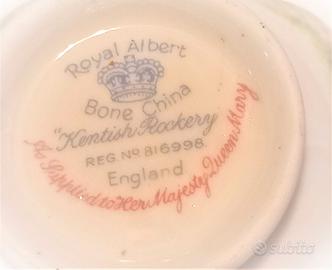 Royal Albert
Bone China
"Kentish Rockery
REG No 816998.
England
As Supplied to Her Majesty Queen Mary
subito